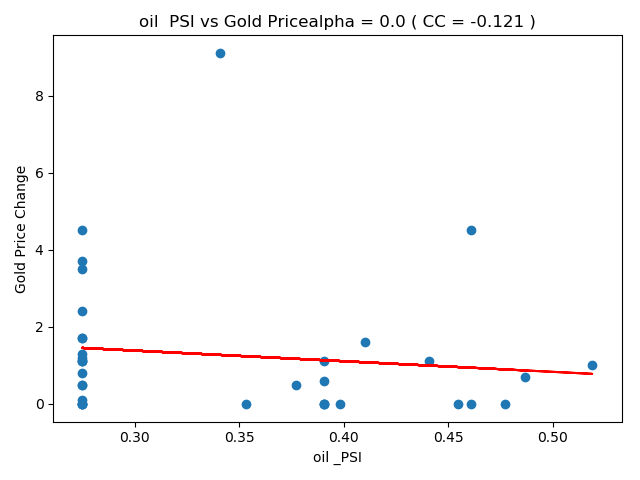 oil  PSI vs Gold Pricealpha = 0.0 ( CC = -0.121 )
Gold Price Change
8
6
4
2
0
0.30 0.35 0.40 0.45 0.50
oil _PSI